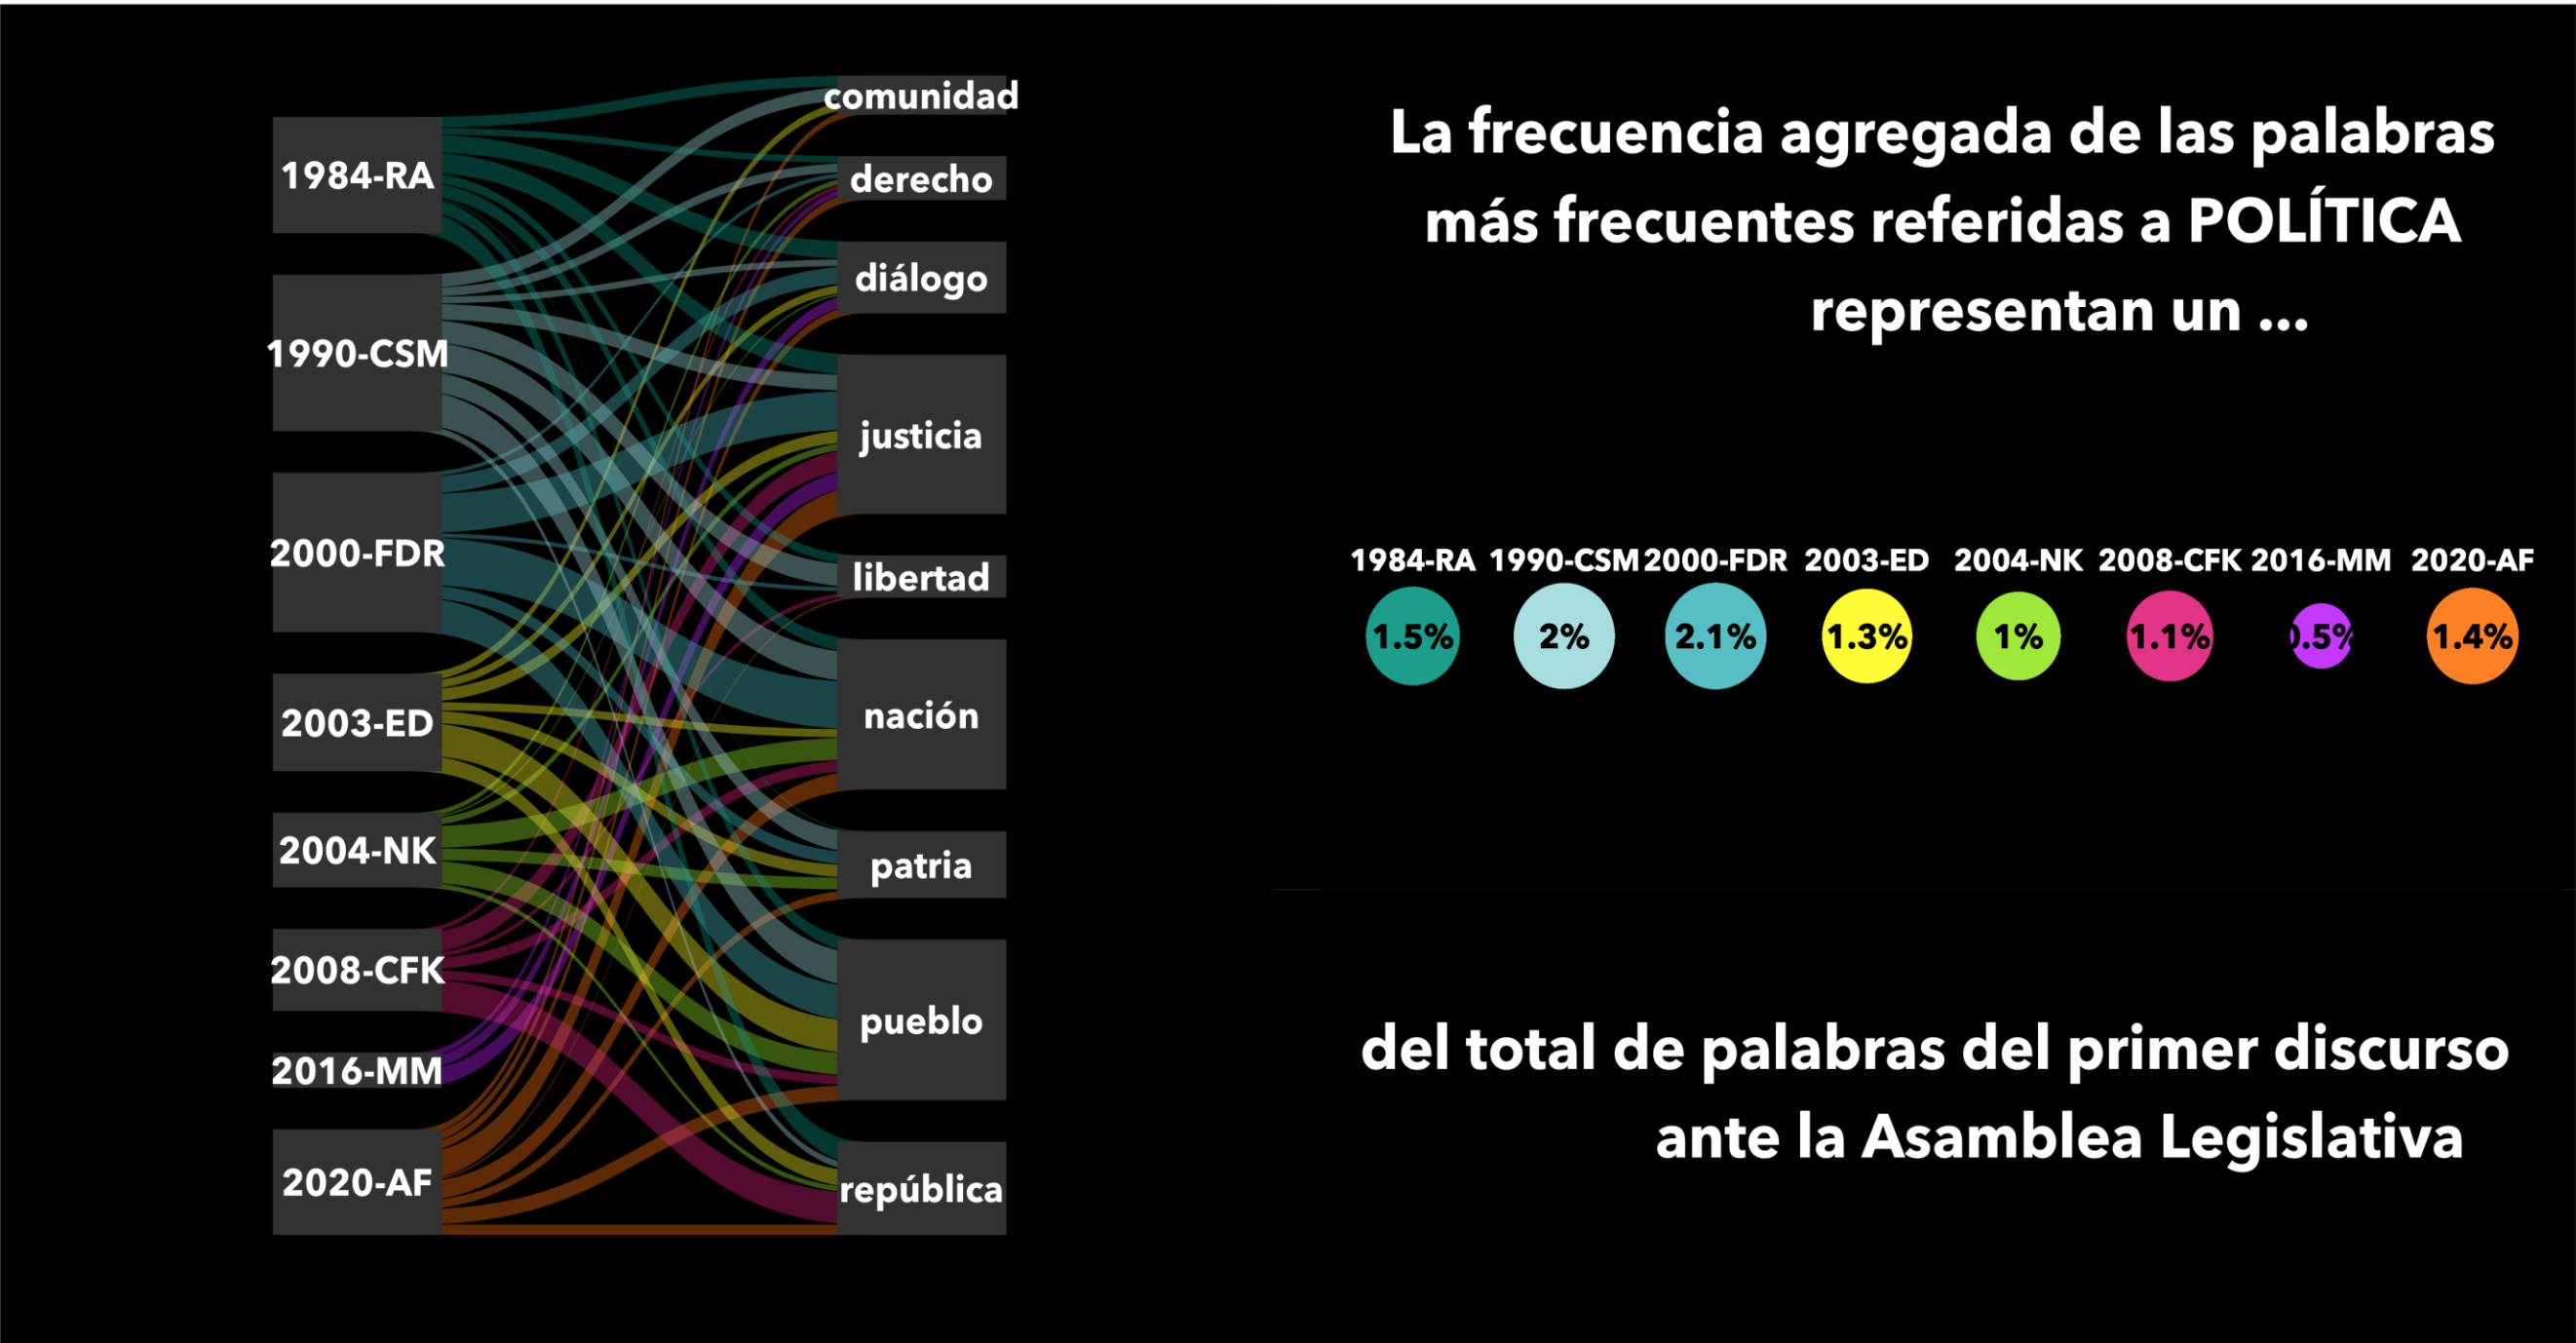 1984-RA
1990-CSM
2000-FDR
2003-ED
2004-NK
2008-CFK
2016-MM
2020-AF
comunidad
derecho
diálogo
justicia
libertad
nación
patria
pueblo
república
La frecuencia agregada de las palabras
más frecuentes referidas a POLÍTICA
representan un ...
1984-RA 1990-CSM 2000-FDR 2003-ED 2004-NK 2008-CFK 2016-MM 2020-AF
1.5% 2% 2.1% 1.3% 1% 1.1% 0.5% 1.4%
del total de palabras del primer discurso
ante la Asamblea Legislativa